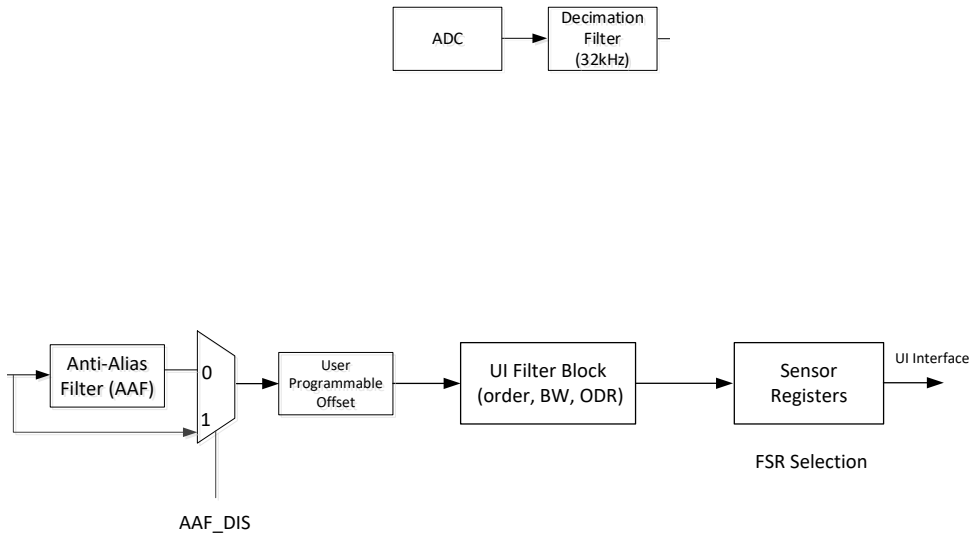 ADC
Decimation
Filter
(32kHz)
Anti-Alias
Filter (AAF)
0
1
User
Programmable
Offset
UI Filter Block
(order, BW, ODR)
Sensor
Registers
UI Interface
FSR Selection
AAF_DIS